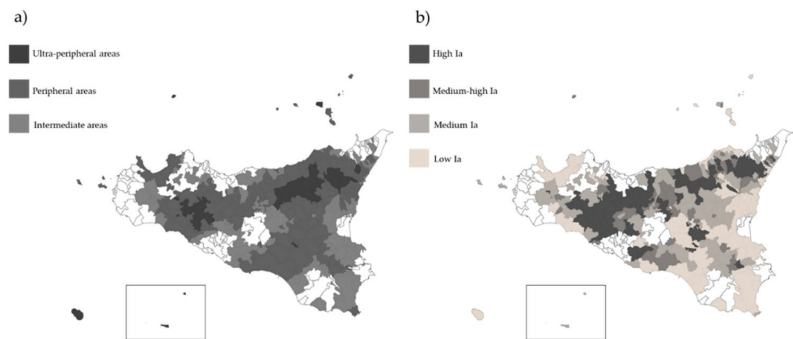 a)
Ultra-peripheral areas
Peripheral areas
Intermediate areas
b)
High Ia
Medium-high Ia
Medium Ia
Low Ia